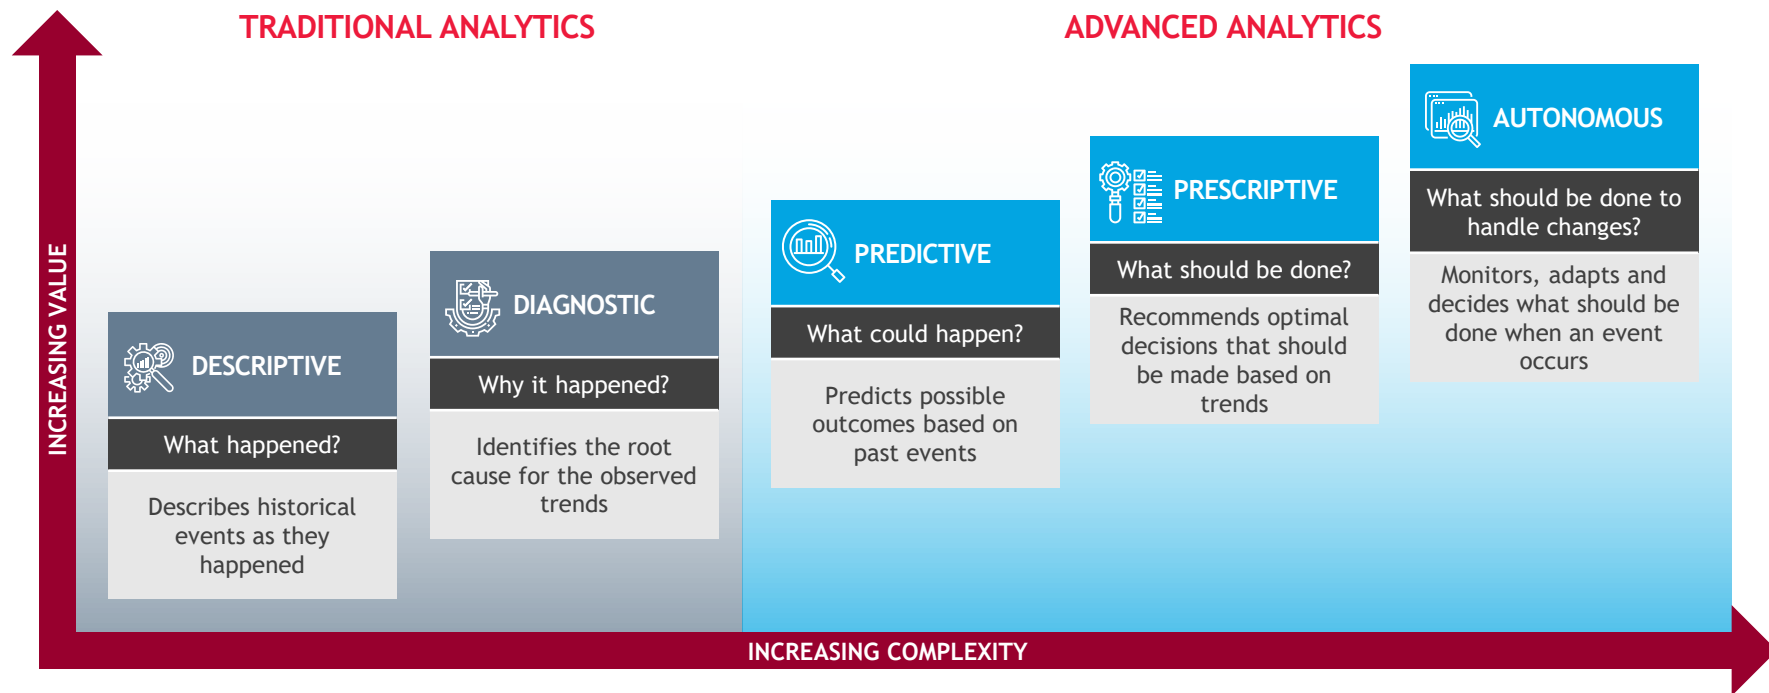 TRADITIONAL ANALYTICS
ADVANCED ANALYTICS
INCREASING VALUE
DESCRIPTIVE
What happened?
Describes historical
events as they
happened
DIAGNOSTIC
Why it happened?
Identifies the root
cause for the observed
trends
PREDICTIVE
What could happen?
Predicts possible
outcomes based on
past events
PRESCRIPTIVE
What should be done?
Recommends optimal
decisions that should
be made based on
trends
AUTONOMOUS
What should be done to
handle changes?
Monitors, adapts and
decides what should be
done when an event
occurs
INCREASING COMPLEXITY